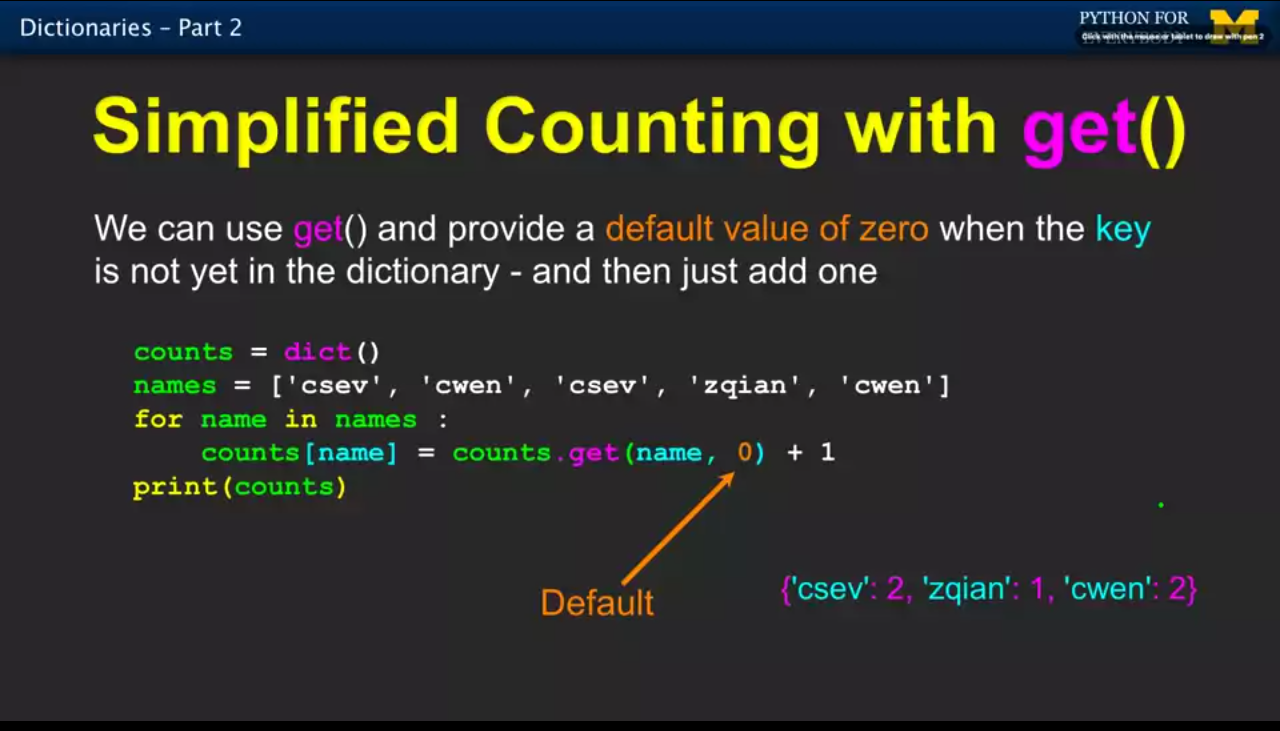 Dictionaries – Part 2
PYTHON FOR
EVERYBODY
Click with the mouse or tablet to draw with pen 2
Simplified Counting with get()
We can use get() and provide a default value of zero when the key
is not yet in the dictionary - and then just add one
counts = dict()
names = ['csev', 'cwen', 'csev', 'zqian', 'cwen']
for name in names :
    counts[name] = counts.get(name, 0) + 1
print(counts)
Default
{'csev': 2, 'zqian': 1, 'cwen': 2}